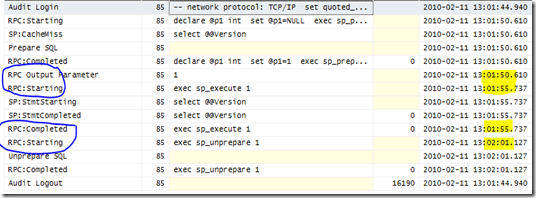 Audit Login 85 -- network protocol: TCP/IP set quoted_... 2010-02-11 13:01:44.940
RPC:Starting 85 declare @p1 int set @p1=NULL exec sp_p... 2010-02-11 13:01:50.610
SP:CacheMiss 85 select @@Version 2010-02-11 13:01:50.610
Prepare SQL 85 2010-02-11 13:01:50.610
RPC:Completed 85 declare @p1 int set @p1=1 exec sp_prep... 0 2010-02-11 13:01:50.610
RPC Output Parameter 85 1 2010-02-11 13:01:50.610
RPC:Starting 85 exec sp_execute 1 2010-02-11 13:01:55.737
SP:StmtStarting 85 select @@Version 2010-02-11 13:01:55.737
SP:StmtCompleted 85 select @@Version 0 2010-02-11 13:01:55.737
RPC:Completed 85 exec sp_execute 1 0 2010-02-11 13:01:55.737
RPC:Starting 85 exec sp_unprepare 1 2010-02-11 13:02:01.127
Unprepare SQL 85 2010-02-11 13:02:01.127
RPC:Completed 85 exec sp_unprepare 1 0 2010-02-11 13:02:01.127
Audit Logout 85 16190 2010-02-11 13:01:44.940